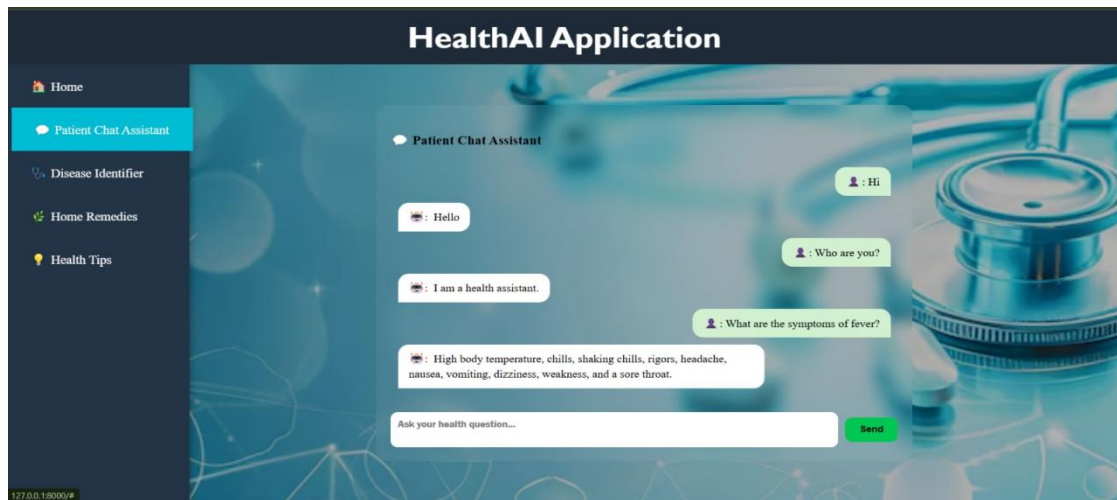 HealthAI Application
Home
Patient Chat Assistant
Disease Identifier
Home Remedies
Health Tips
Patient Chat Assistant
: Hi
: Hello
: Who are you?
: I am a health assistant.
: What are the symptoms of fever?
: High body temperature, chills, shaking chills, rigors, headache,
nausea, vomiting, dizziness, weakness, and a sore throat.
Ask your health question...
Send
127.0.0.1:8000/#